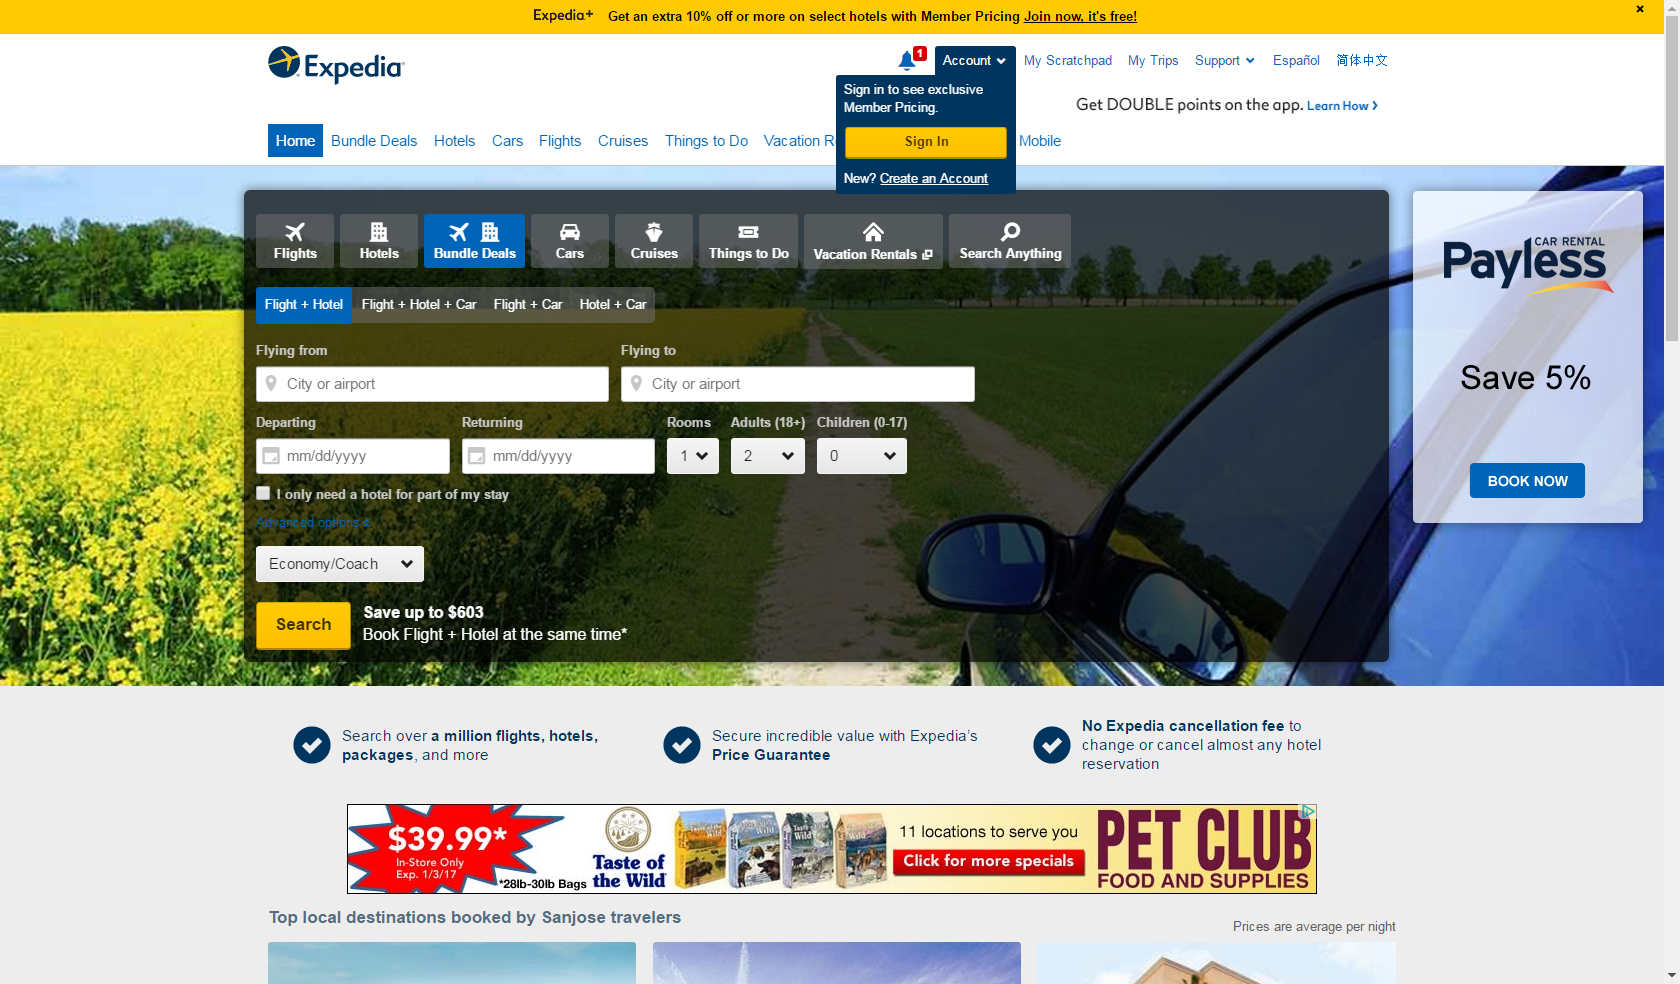 Expedia+ Get an extra 10% off or more on select hotels with Member Pricing Join now, it's free!
Expedia
1
Account
My Scratchpad
My Trips
Support
Español
简体中文
Sign in to see exclusive
Member Pricing.
Sign In
New? Create an Account
Get DOUBLE points on the app. Learn How
Home
Bundle Deals
Hotels
Cars
Flights
Cruises
Things to Do
Vacation R
Mobile
Flights
Hotels
Bundle Deals
Cars
Cruises
Things to Do
Vacation Rentals
Search Anything
Flight + Hotel
Flight + Hotel + Car
Flight + Car
Hotel + Car
Flying from
Flying to
City or airport
City or airport
Departing
Returning
Rooms
Adults (18+)
Children (0-17)
mm/dd/yyyy
mm/dd/yyyy
1
2
0
I only need a hotel for part of my stay
Advanced options
Economy/Coach
Search
Save up to $603
Book Flight + Hotel at the same time*
CAR RENTAL
Payless
Save 5%
BOOK NOW
Search over a million flights, hotels,
packages, and more
Secure incredible value with Expedia's
Price Guarantee
No Expedia cancellation fee to
change or cancel almost any hotel
reservation
$39.99*
In-Store Only
Exp. 1/3/17
*28lb-30lb Bags
Taste of
the Wild
11 locations to serve you
Click for more specials
PET CLUB
FOOD AND SUPPLIES
Top local destinations booked by Sanjose travelers
Prices are average per night